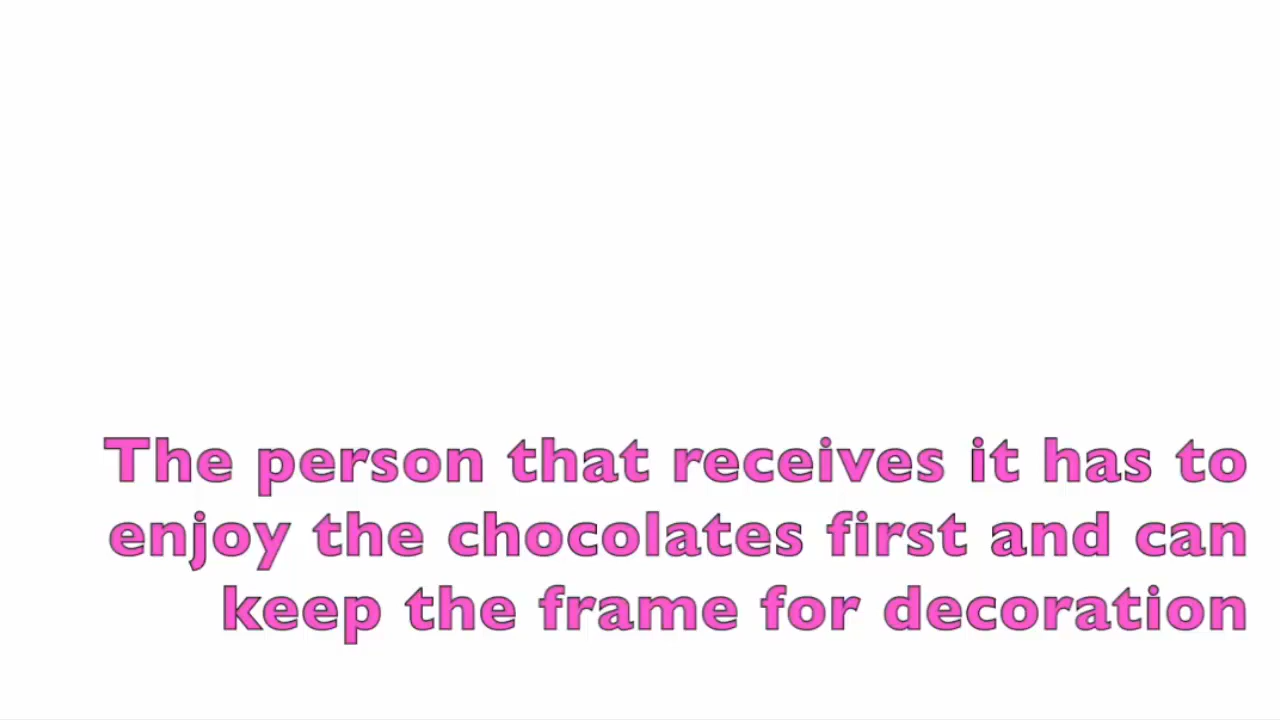 The person that receives it has to
enjoy the chocolates first and can
keep the frame for decoration